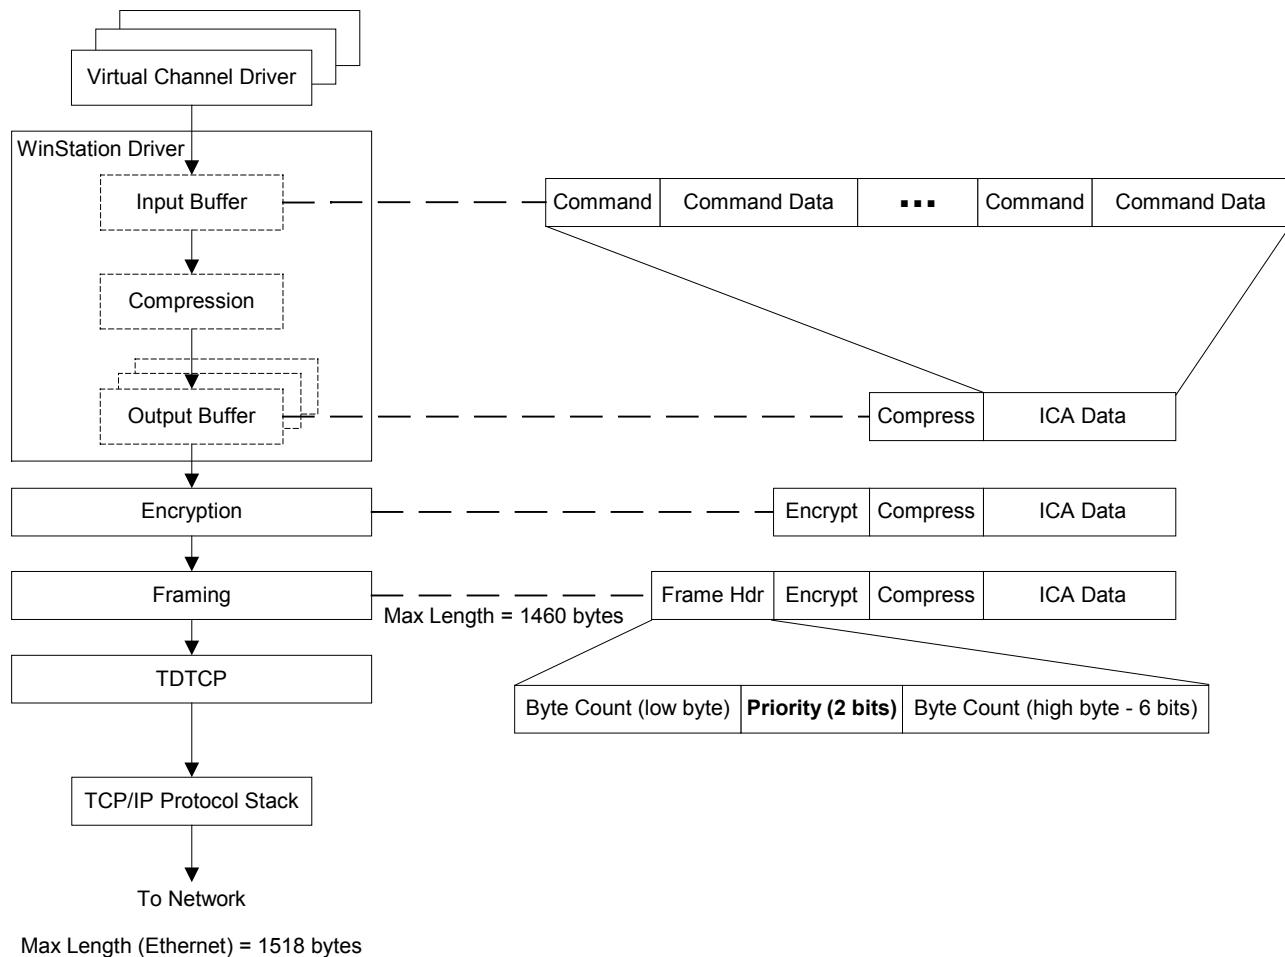 Virtual Channel Driver
WinStation Driver
Input Buffer
Command Command Data ... Command Command Data
Compression
Output Buffer
Compress ICA Data
Encryption
Encrypt Compress ICA Data
Framing
Max Length = 1460 bytes
Frame Hdr Encrypt Compress ICA Data
TDTCP
Byte Count (low byte) Priority (2 bits) Byte Count (high byte - 6 bits)
TCP/IP Protocol Stack
To Network
Max Length (Ethernet) = 1518 bytes